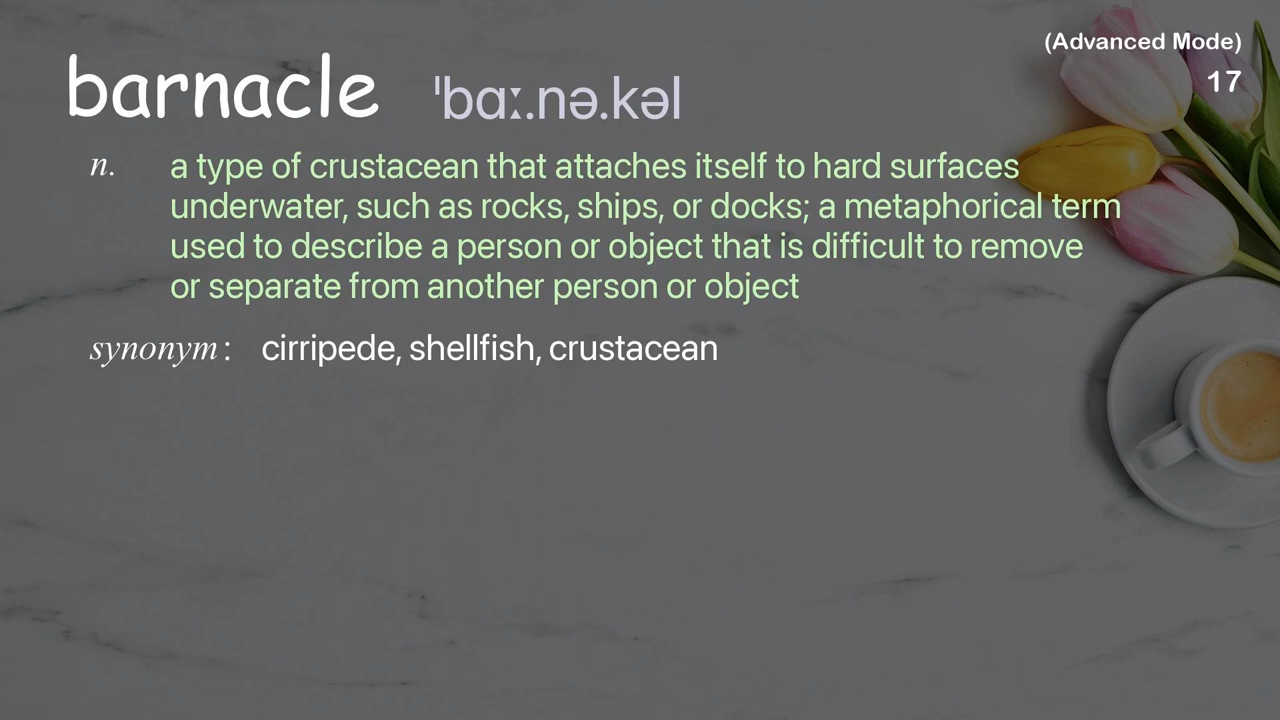 (Advanced Mode)
barnacle ˈbɑː.nə.kəl 17
n. a type of crustacean that attaches itself to hard surfaces
underwater, such as rocks, ships, or docks; a metaphorical term
used to describe a person or object that is difficult to remove
or separate from another person or object
synonym : cirripede, shellfish, crustacean